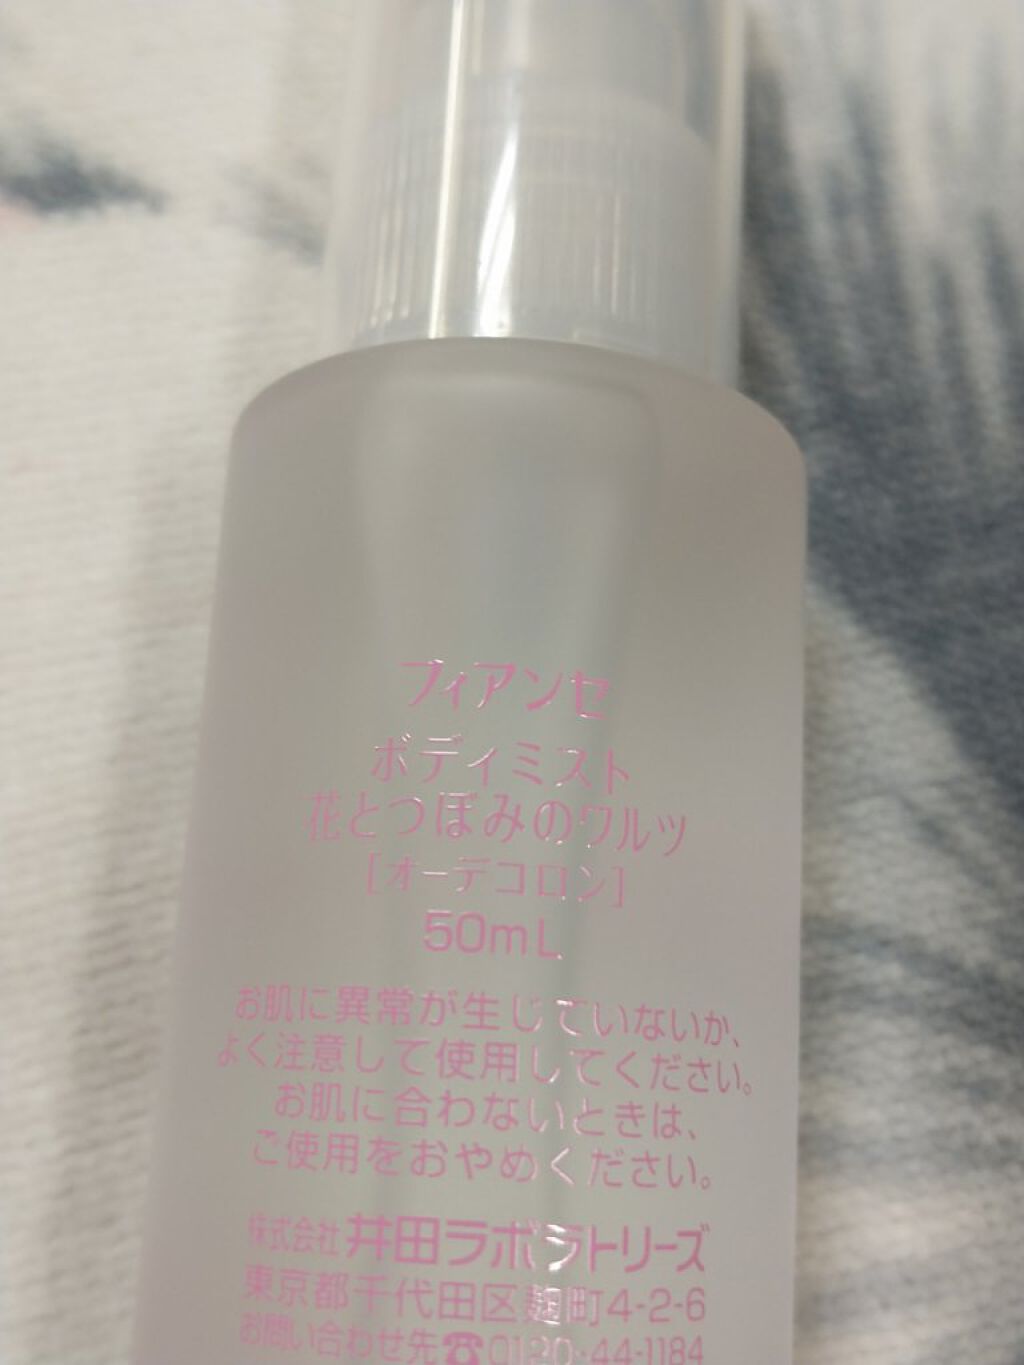 フィアンセ
ボディミスト
花とつぼみのワルツ
[オーデコロン]
50mL
お肌に異常が生じていないか、
よく注意して使用してください。
お肌に合わないときは、
ご使用をおやめください。
株式会社 井田ラボラトリーズ
東京都千代田区麹町4-2-6
お問い合わせ先☎0120-44-1184